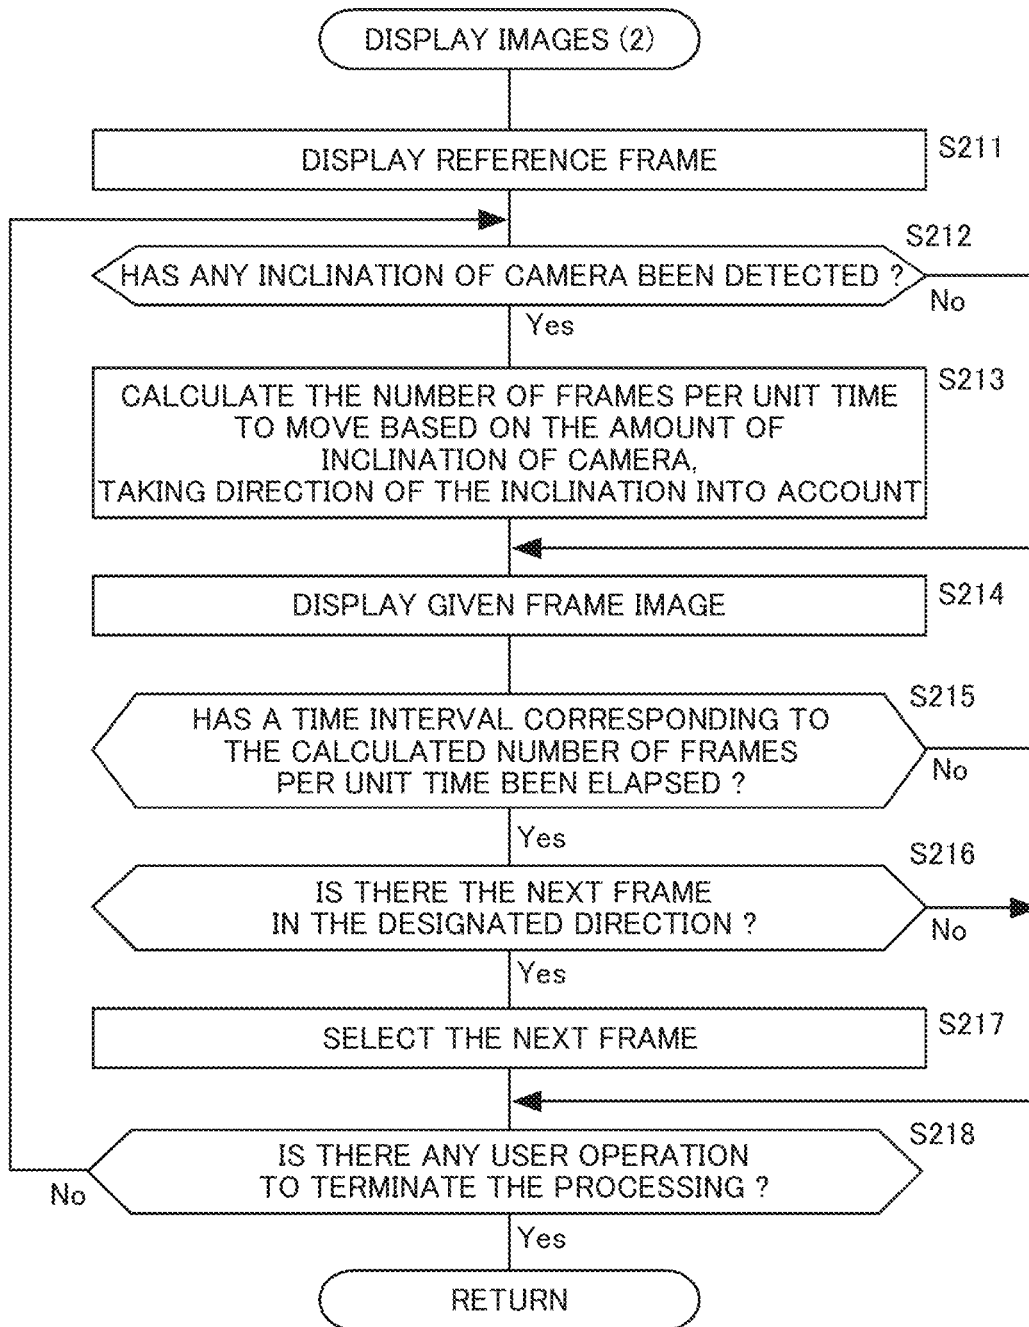 DISPLAY IMAGES (2)
DISPLAY REFERENCE FRAME
S211
S212
HAS ANY INCLINATION OF CAMERA BEEN DETECTED ?
No
Yes
S213
CALCULATE THE NUMBER OF FRAMES PER UNIT TIME
TO MOVE BASED ON THE AMOUNT OF
INCLINATION OF CAMERA,
TAKING DIRECTION OF THE INCLINATION INTO ACCOUNT
DISPLAY GIVEN FRAME IMAGE
S214
S215
HAS A TIME INTERVAL CORRESPONDING TO
THE CALCULATED NUMBER OF FRAMES
PER UNIT TIME BEEN ELAPSED ?
No
Yes
S216
IS THERE THE NEXT FRAME
IN THE DESIGNATED DIRECTION ?
No
Yes
SELECT THE NEXT FRAME
S217
S218
IS THERE ANY USER OPERATION
TO TERMINATE THE PROCESSING ?
No
Yes
RETURN